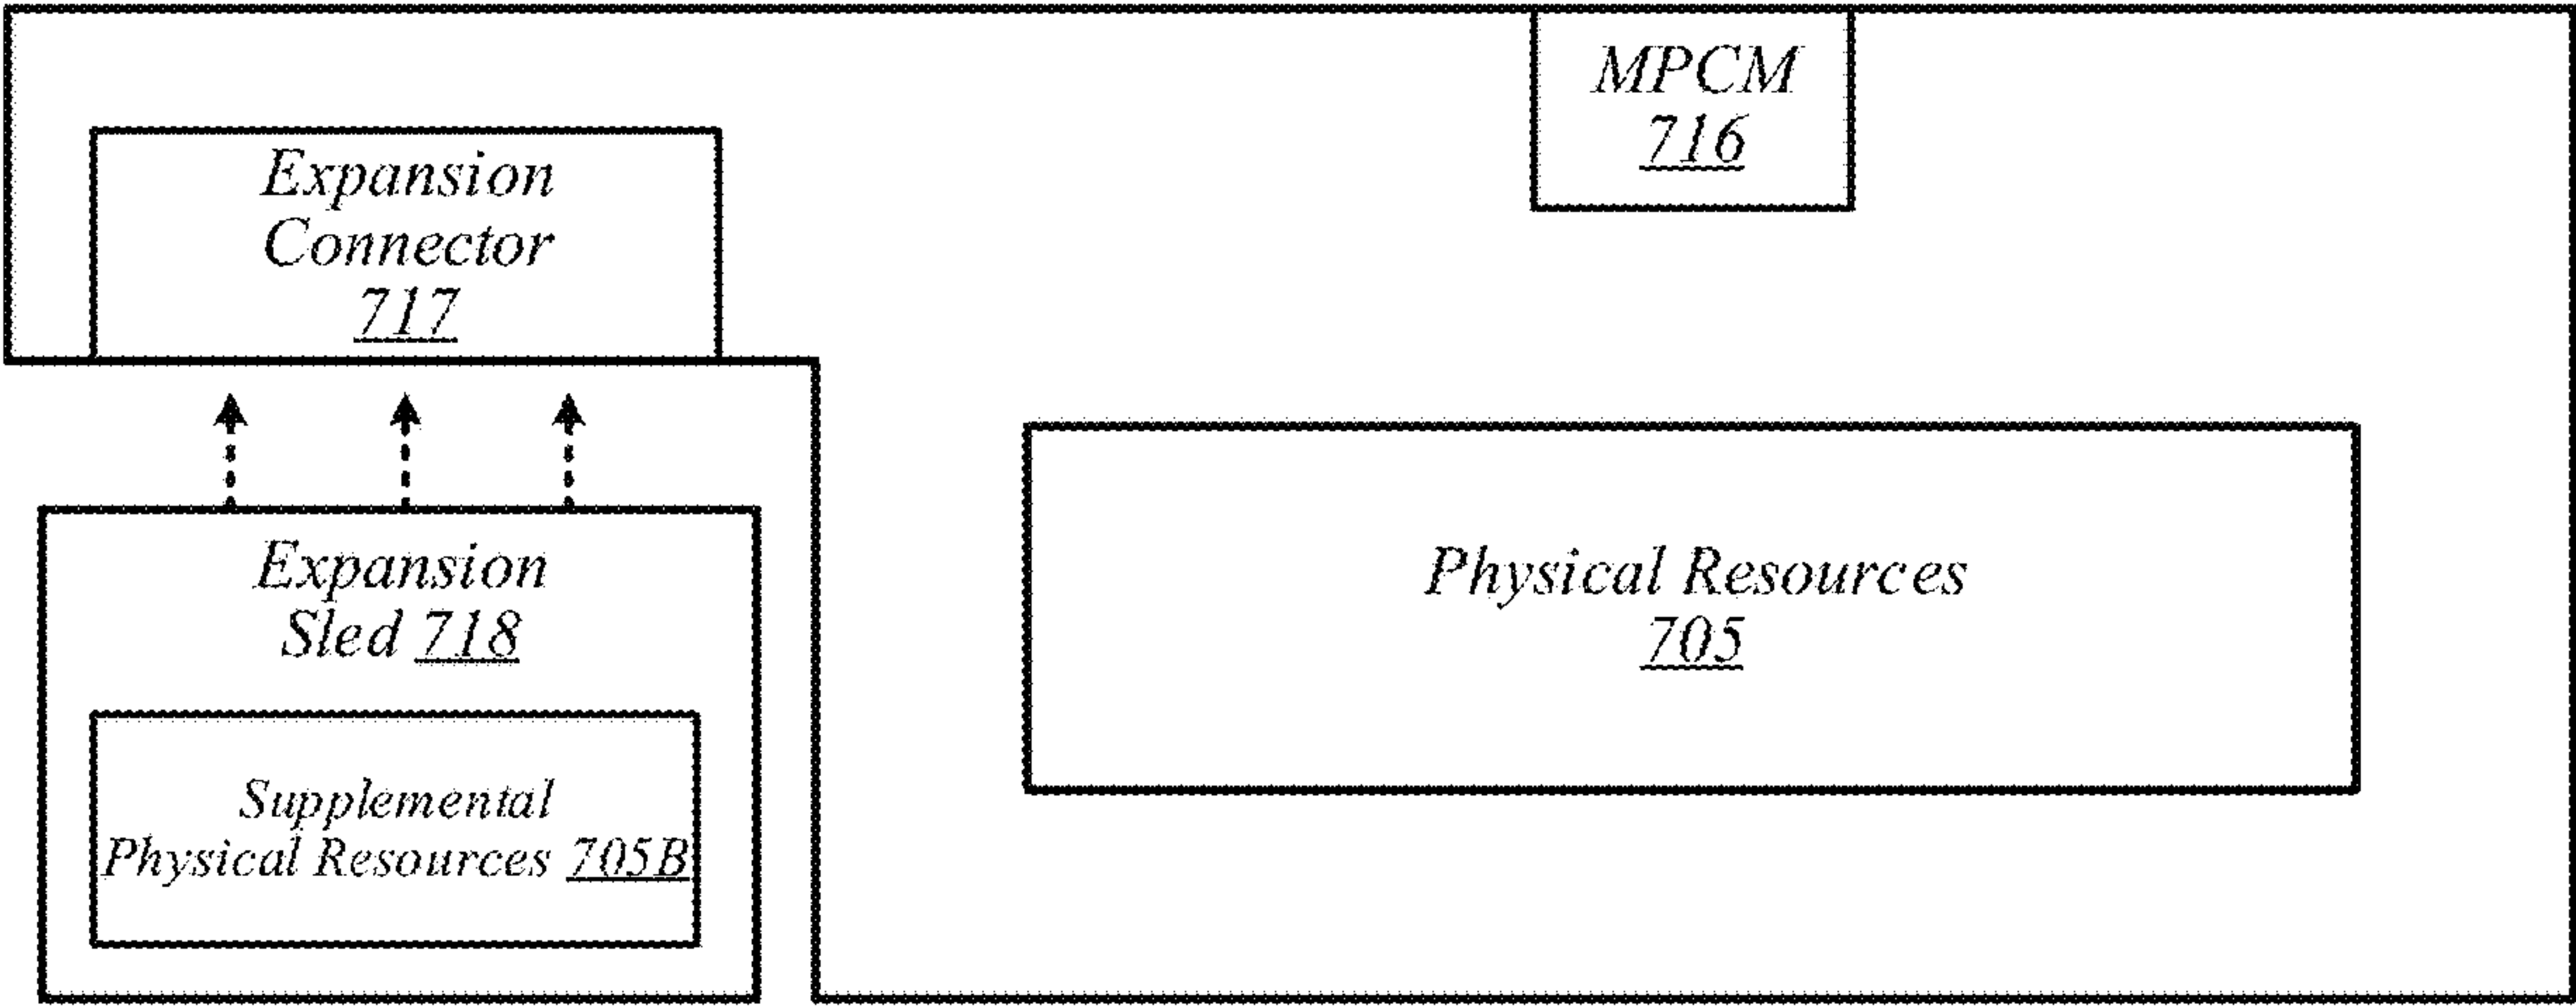 MPCM
716
Expansion
Connector
717
Expansion
Sled 718
Supplemental
Physical Resources 705B
Physical Resources
705